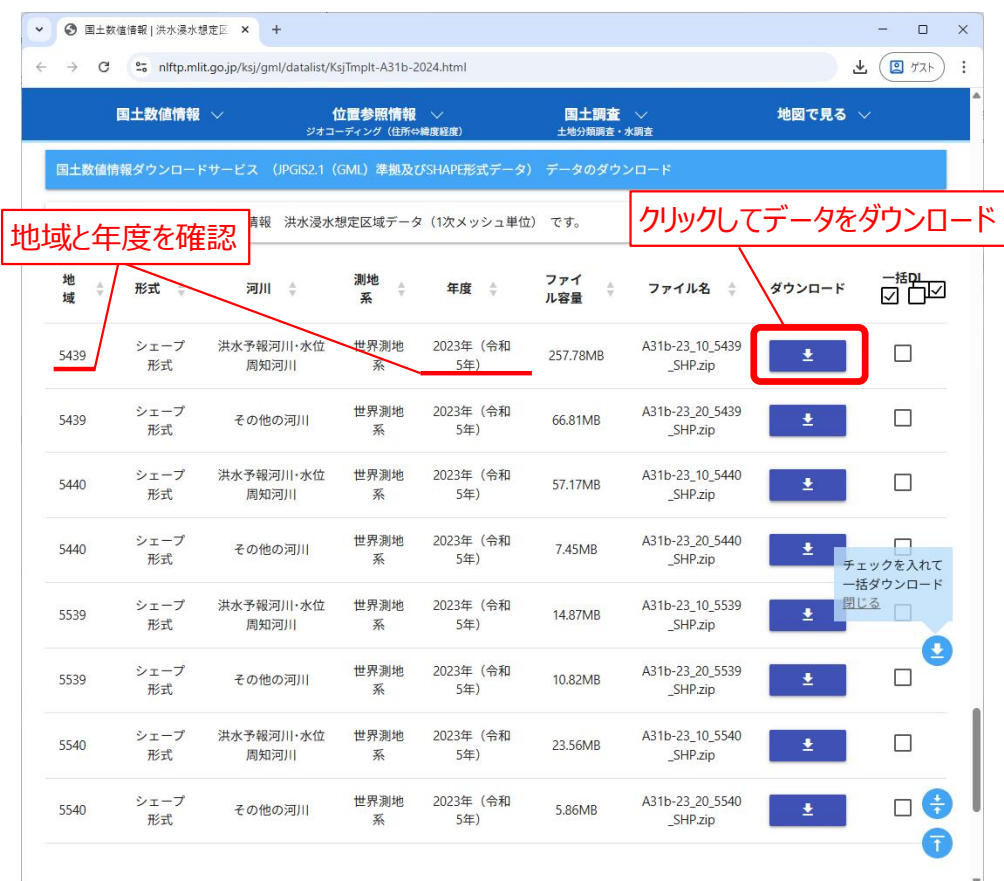 国土数値情報 | 洪水浸水想定区
nlftp.mlit.go.jp/ksj/gml/datalist/KsjTmplt-A31b-2024.html
ゲスト
国土数値情報 位置参照情報 国土調査 地図で見る
ジオコーディング（住所⇔緯度経度） 土地分類調査・水調査
国土数値情報ダウンロードサービス （JPGIS2.1（GML）準拠及びSHAPE形式データ） データのダウンロード
情報 洪水浸水想定区域データ（1次メッシュ単位） です。
地域と年度を確認
クリックしてデータをダウンロード
地域 形式 河川 測地系 年度 ファイル容量 ファイル名 ダウンロード 一括DL
5439 シェープ形式 洪水予報河川・水位周知河川 世界測地系 2023年（令和5年） 257.78MB A31b-23_10_5439_SHP.zip
5439 シェープ形式 その他の河川 世界測地系 2023年（令和5年） 66.81MB A31b-23_20_5439_SHP.zip
5440 シェープ形式 洪水予報河川・水位周知河川 世界測地系 2023年（令和5年） 57.17MB A31b-23_10_5440_SHP.zip
5440 シェープ形式 その他の河川 世界測地系 2023年（令和5年） 7.45MB A31b-23_20_5440_SHP.zip
チェックを入れて
一括ダウンロード
閉じる
5539 シェープ形式 洪水予報河川・水位周知河川 世界測地系 2023年（令和5年） 14.87MB A31b-23_10_5539_SHP.zip
5539 シェープ形式 その他の河川 世界測地系 2023年（令和5年） 10.82MB A31b-23_20_5539_SHP.zip
5540 シェープ形式 洪水予報河川・水位周知河川 世界測地系 2023年（令和5年） 23.56MB A31b-23_10_5540_SHP.zip
5540 シェープ形式 その他の河川 世界測地系 2023年（令和5年） 5.86MB A31b-23_20_5540_SHP.zip